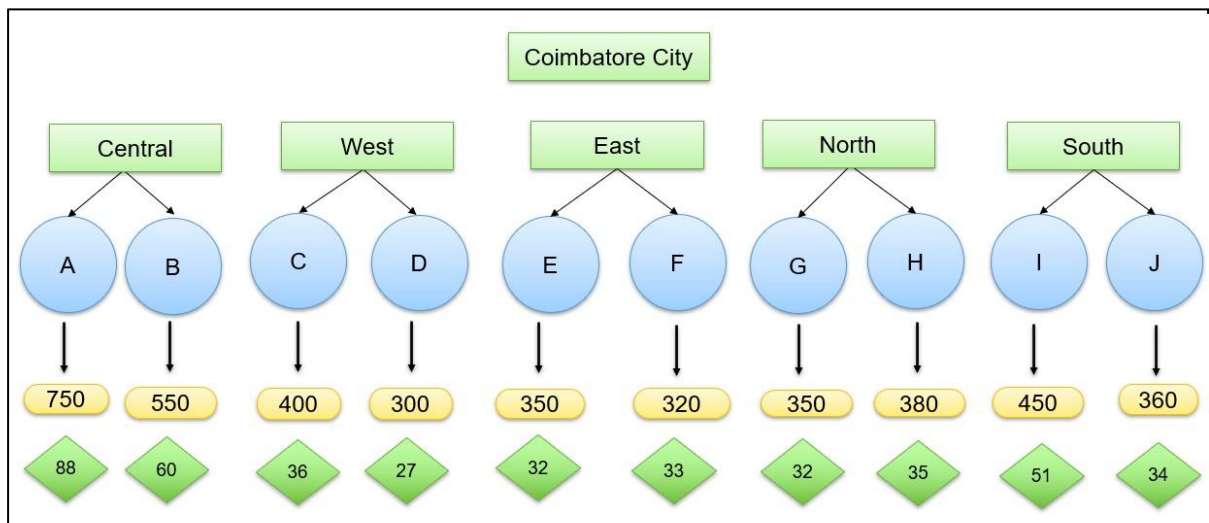 Coimbatore City
Central West East North South
A B C D E F G H I J
750 550 400 300 350 320 350 380 450 360
88 60 36 27 32 33 32 35 51 34